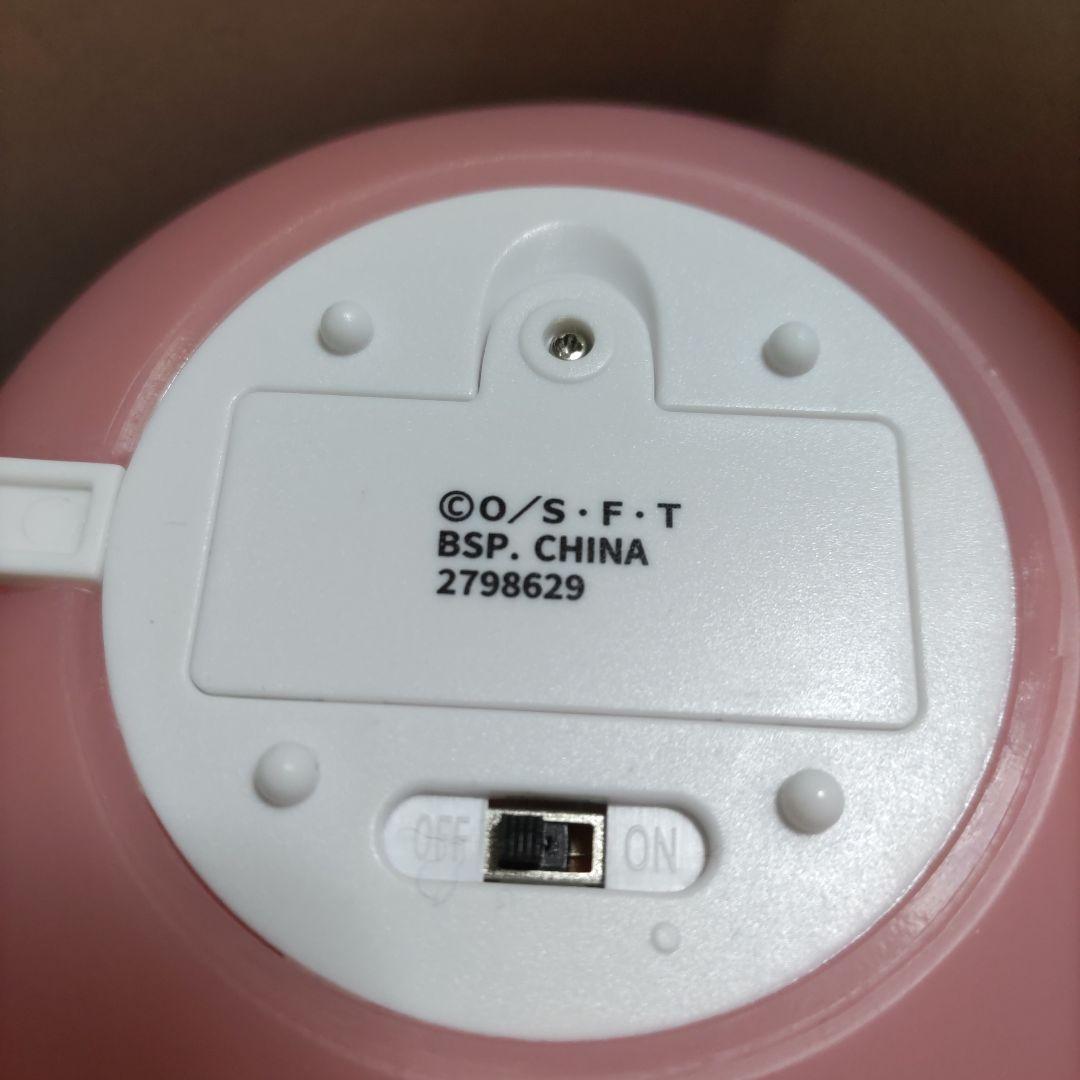 ©O／S・F・T
BSP. CHINA
2798629
OFF ON